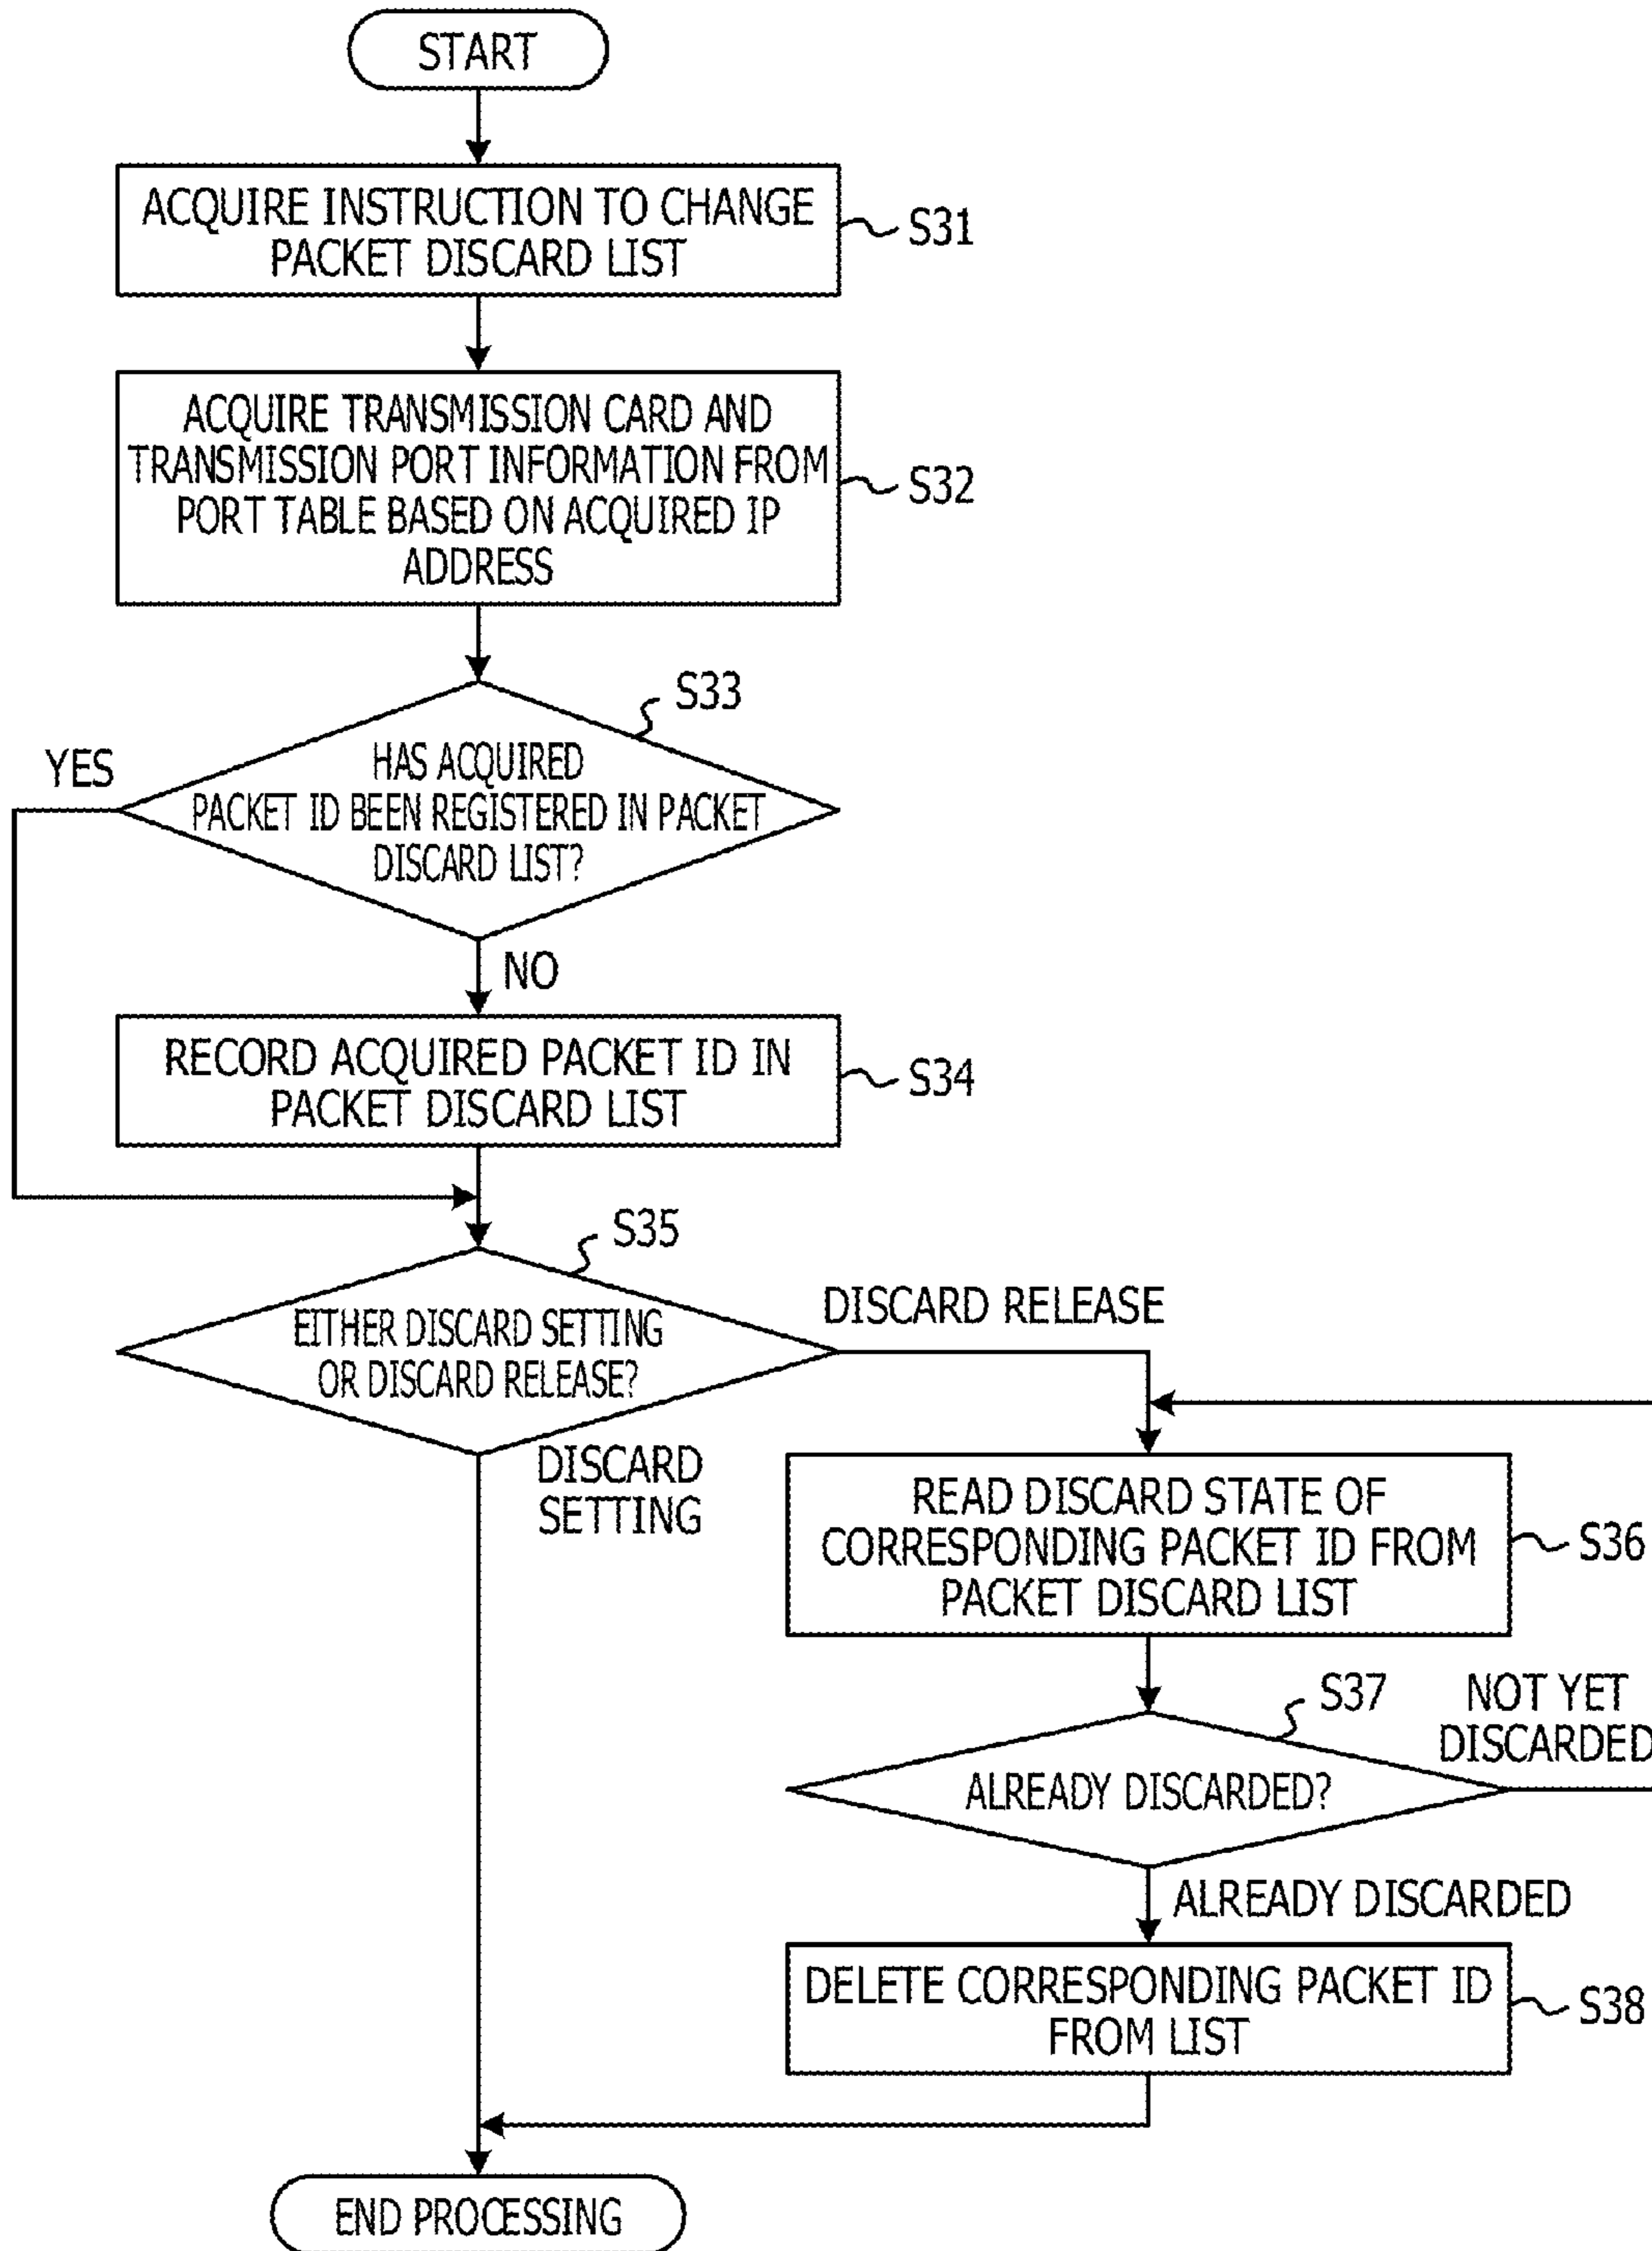 START
ACQUIRE INSTRUCTION TO CHANGE
PACKET DISCARD LIST
S31
ACQUIRE TRANSMISSION CARD AND
TRANSMISSION PORT INFORMATION FROM
PORT TABLE BASED ON ACQUIRED IP
ADDRESS
S32
S33
HAS ACQUIRED
PACKET ID BEEN REGISTERED IN PACKET
DISCARD LIST?
YES
NO
RECORD ACQUIRED PACKET ID IN
PACKET DISCARD LIST
S34
S35
EITHER DISCARD SETTING
OR DISCARD RELEASE?
DISCARD RELEASE
DISCARD
SETTING
READ DISCARD STATE OF
CORRESPONDING PACKET ID FROM
PACKET DISCARD LIST
S36
S37
NOT YET
DISCARDED
ALREADY DISCARDED?
ALREADY DISCARDED
DELETE CORRESPONDING PACKET ID
FROM LIST
S38
END PROCESSING